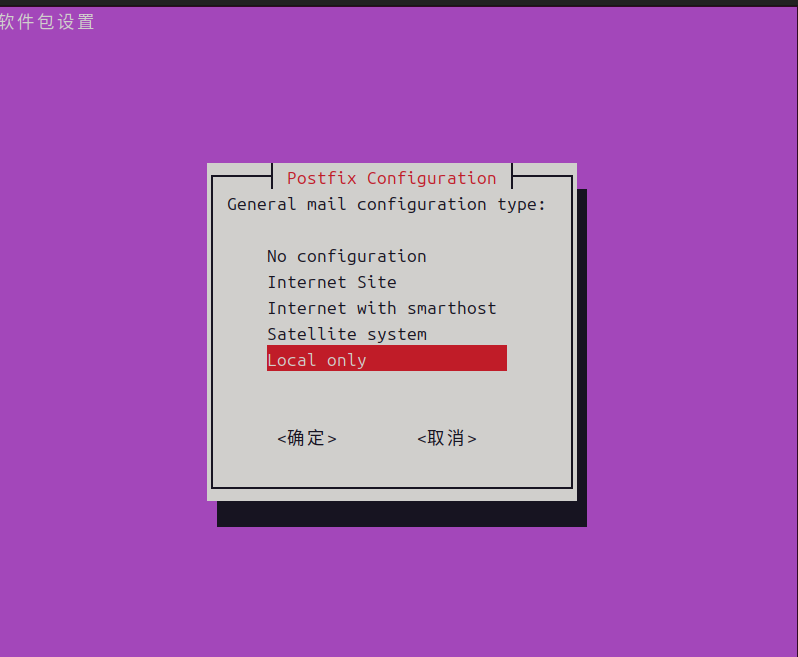 软件包设置
Postfix Configuration
General mail configuration type:
No configuration
Internet Site
Internet with smarthost
Satellite system
Local only
<确定> <取消>